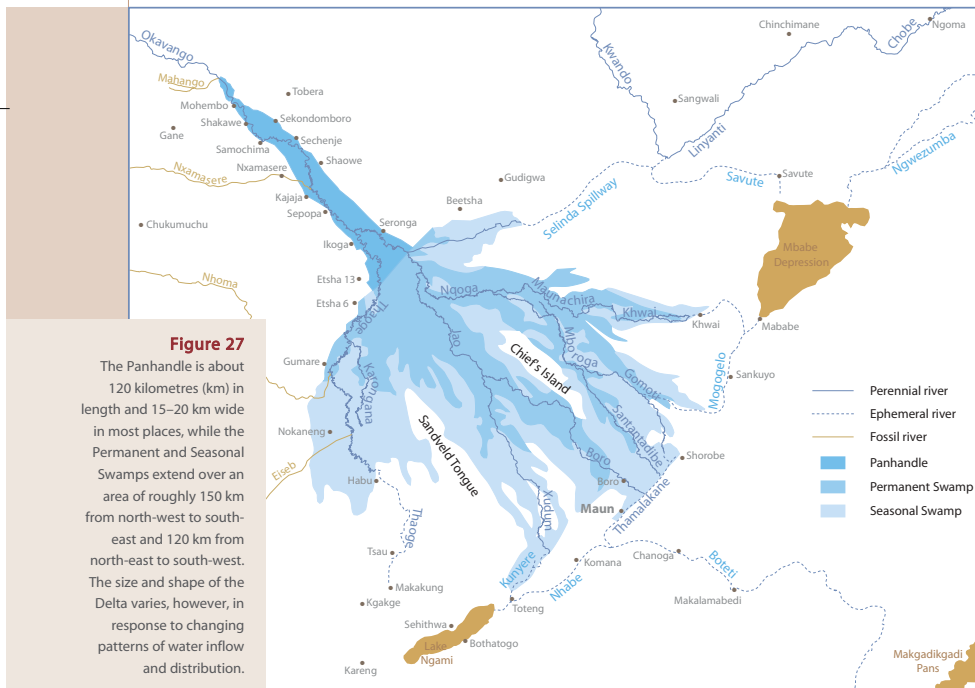 Okavango
Mahango
Mohembo
Tobera
Shakawe
Sekondomboro
Gane
Samochima
Sechenje
Nxamasere
Nxamasere
Shaowe
Kajaja
Sepopa
Chukumuchu
Seronga
Ikoga
Nhoma
Etsha 13
Etsha 6
Beetsha
Gudigwa
Selinda Spillway
Kwando
Chinchimane
Chobe
Ngoma
Sangwali
Linyanti
Savute
Savute
Ngwezumba
Mbabe
Depression
Mababe
Nqoga
Maunachira
Khwai
Khwai
Mogogelo
Sankuyo
Thaoge
Jao
Mboroga
Chief's Island
Gomoti
Santantadibe
Gumare
Karongana
Nokaneng
Eiseb
Habu
Sandveld Tongue
Boro
Boro
Shorobe
Maun
Thamalakane
Xudum
Thaoge
Tsau
Makakung
Kgakge
Kunyere
Nhabe
Komana
Chanoga
Boteti
Makalamabedi
Toteng
Sehithwa
Lake
Ngami
Bothatogo
Kareng
Makgadikgadi
Pans
Perennial river
Ephemeral river
Fossil river
Panhandle
Permanent Swamp
Seasonal Swamp
Figure 27
The Panhandle is about
120 kilometres (km) in
length and 15–20 km wide
in most places, while the
Permanent and Seasonal
Swamps extend over an
area of roughly 150 km
from north-west to south-
east and 120 km from
north-east to south-west.
The size and shape of the
Delta varies, however, in
response to changing
patterns of water inflow
and distribution.